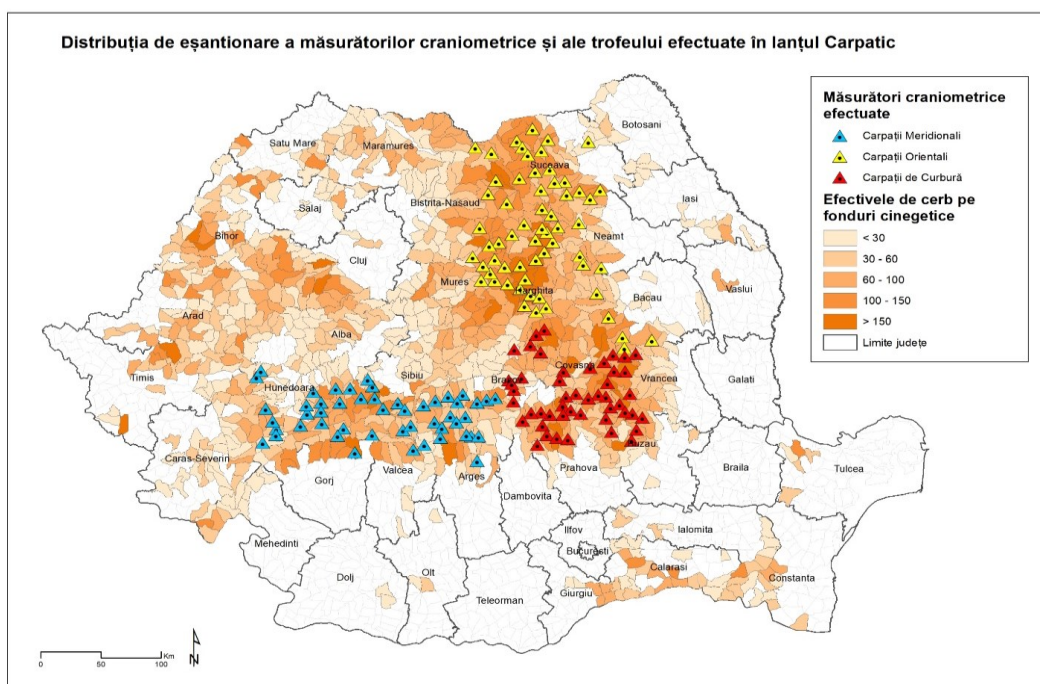 Distribuția de eșantionare a măsurătorilor craniometrice și ale trofeului efectuate în lanțul Carpatic
Măsurători craniometrice
efectuate
Carpații Meridionali
Carpații Orientali
Carpații de Curbură
Efectivele de cerb pe
fonduri cinegetice
< 30
30 - 60
60 - 100
100 - 150
> 150
Limite județe
Botosani
Satu Mare
Maramures
Suceava
Bistrita-Nasaud
Salaj
Iasi
Bihor
Neamt
Cluj
Mures
Harghita
Bacau
Vaslui
Arad
Alba
Timis
Hunedoara
Sibiu
Brasov
Covasna
Vrancea
Galati
Caras-Severin
Gorj
Valcea
Arges
Prahova
Buzau
Braila
Tulcea
Dambovita
Mehedinti
Ilfov
Bucuresti
Ialomita
Dolj
Olt
Calarasi
Constanta
Teleorman
Giurgiu
Km
0 50 100
N